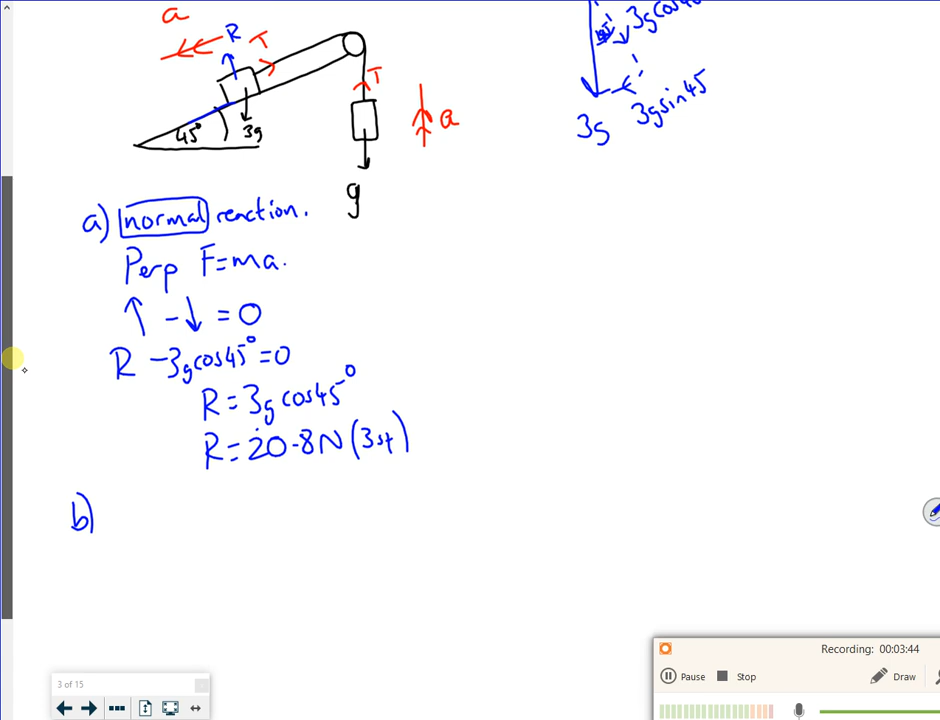 a
R
T
T
a
45°
3g
g
3gcos45
3g
3gsin45
a) normal reaction.
Perp F=ma.
↑ - ↓ = 0
R - 3gcos45° = 0
R = 3gcos45°
R = 20.8N (3sf)
b)
Recording: 00:03:44
Pause
Stop
Draw
3 of 15